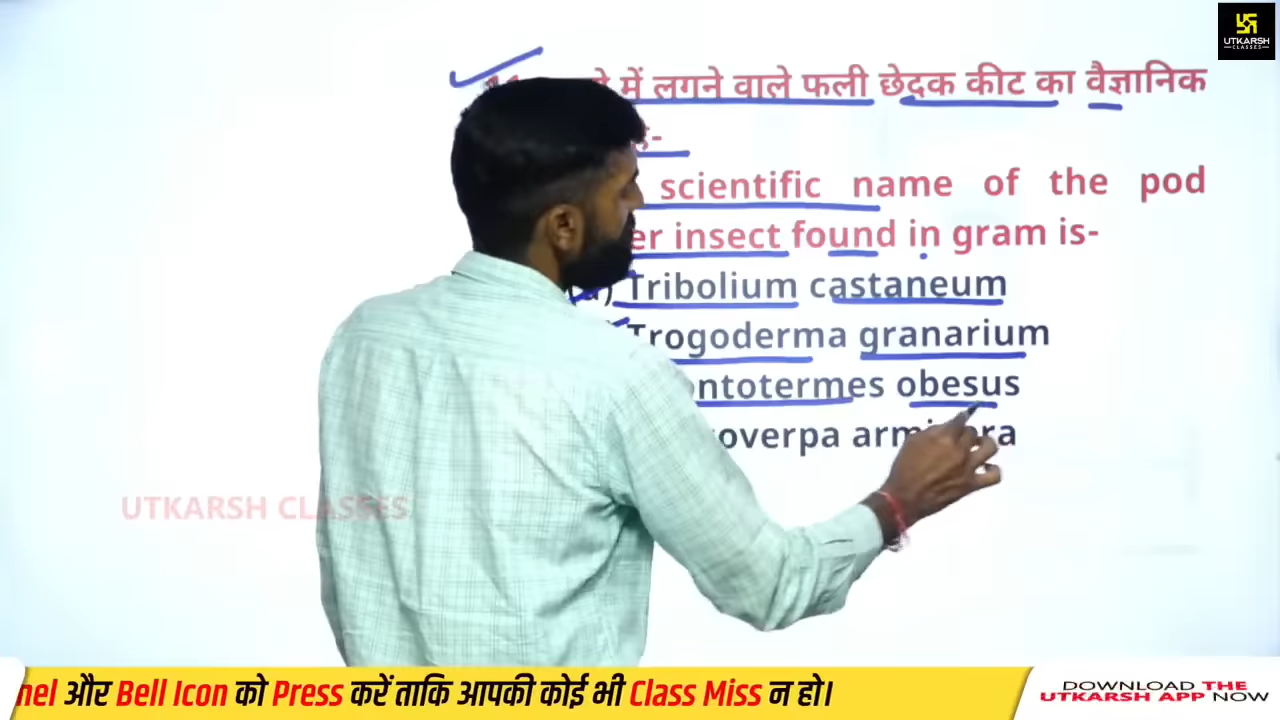 UTKARSH
CLASSES
में लगने वाले फली छेदक कीट का वैज्ञानिक
scientific name of the pod
er insect found in gram is-
Tribolium castaneum
Trogoderma granarium
ontotermes obesus
overpa
UTKARSH CLASSES
nel और Bell Icon को Press करें ताकि आपकी कोई भी Class Miss न हो।
DOWNLOAD THE
UTKARSH APP NOW